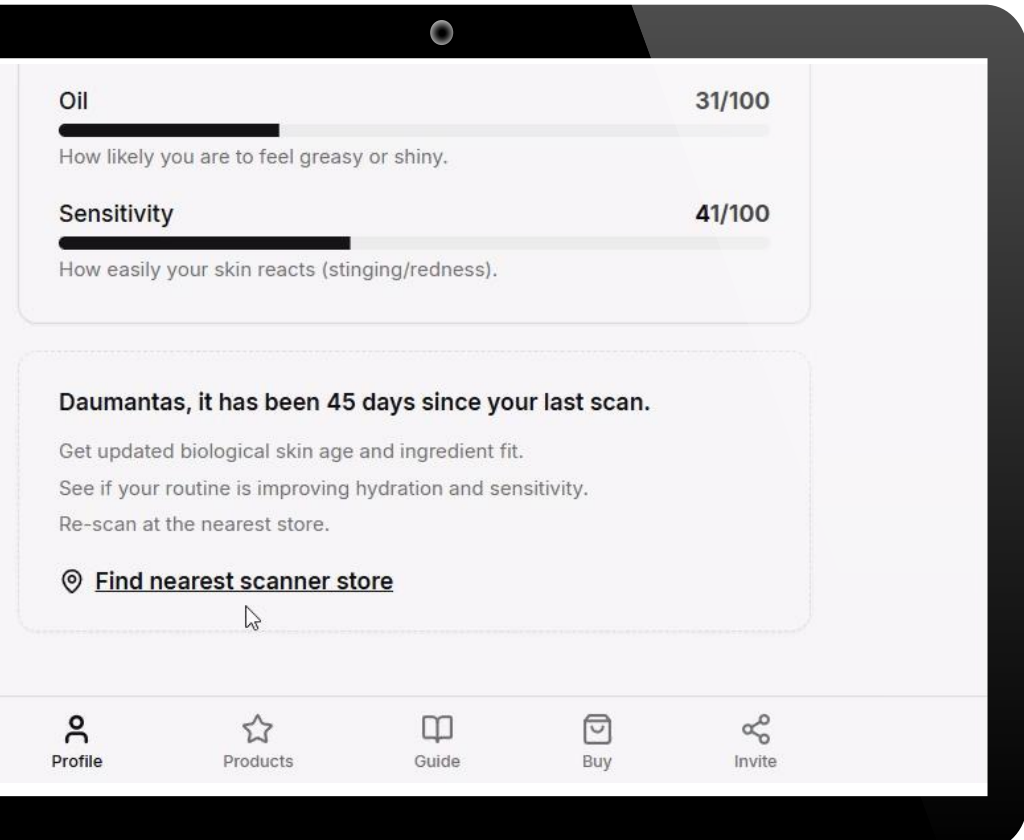 Oil 31/100
How likely you are to feel greasy or shiny.
Sensitivity 41/100
How easily your skin reacts (stinging/redness).
Daumantas, it has been 45 days since your last scan.
Get updated biological skin age and ingredient fit.
See if your routine is improving hydration and sensitivity.
Re-scan at the nearest store.
Find nearest scanner store
Profile Products Guide Buy Invite